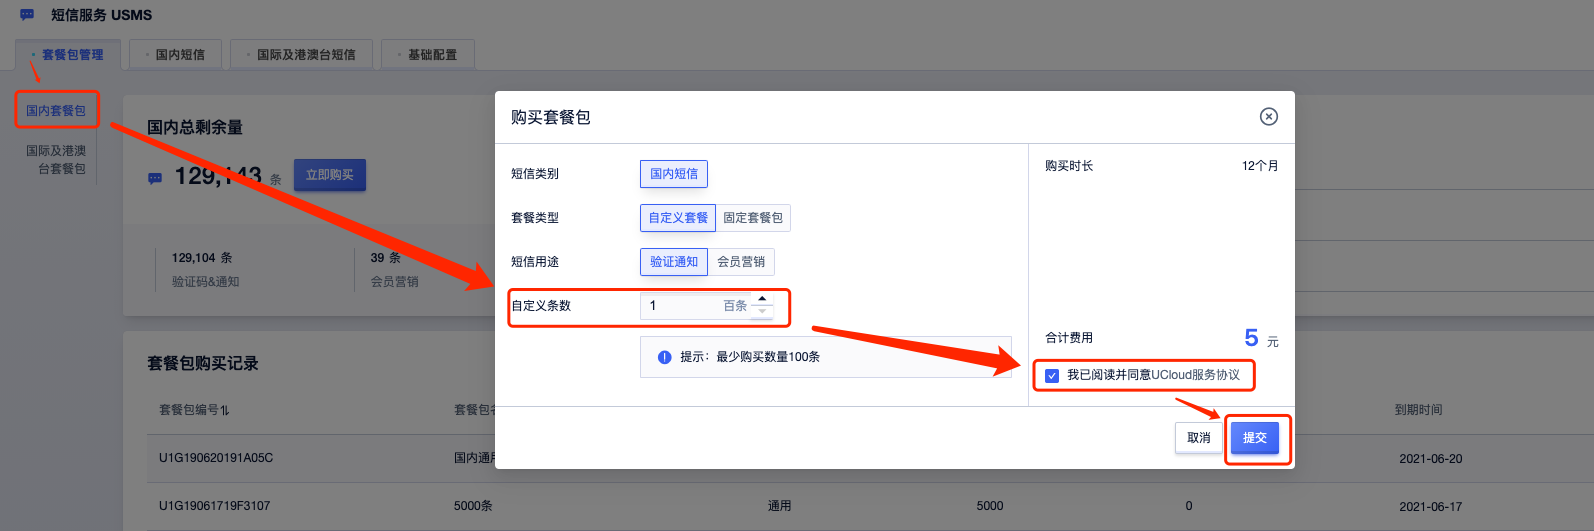 短信服务 USMS
套餐包管理
国内短信
国际及港澳台短信
基础配置
国内套餐包
国际及港澳
台套餐包
国内总剩余量
129,143 条
立即购买
129,104 条
验证码&通知
39 条
会员营销
套餐包购买记录
套餐包编号
套餐包
到期时间
U1G190620191A05C
国内通
2021-06-20
U1G19061719F3107
5000条
通用
5000
0
2021-06-17
购买套餐包
短信类别
国内短信
套餐类型
自定义套餐
固定套餐包
短信用途
验证通知
会员营销
自定义条数
1
百条
提示：最少购买数量100条
购买时长
12个月
合计费用
5 元
我已阅读并同意UCloud服务协议
取消
提交